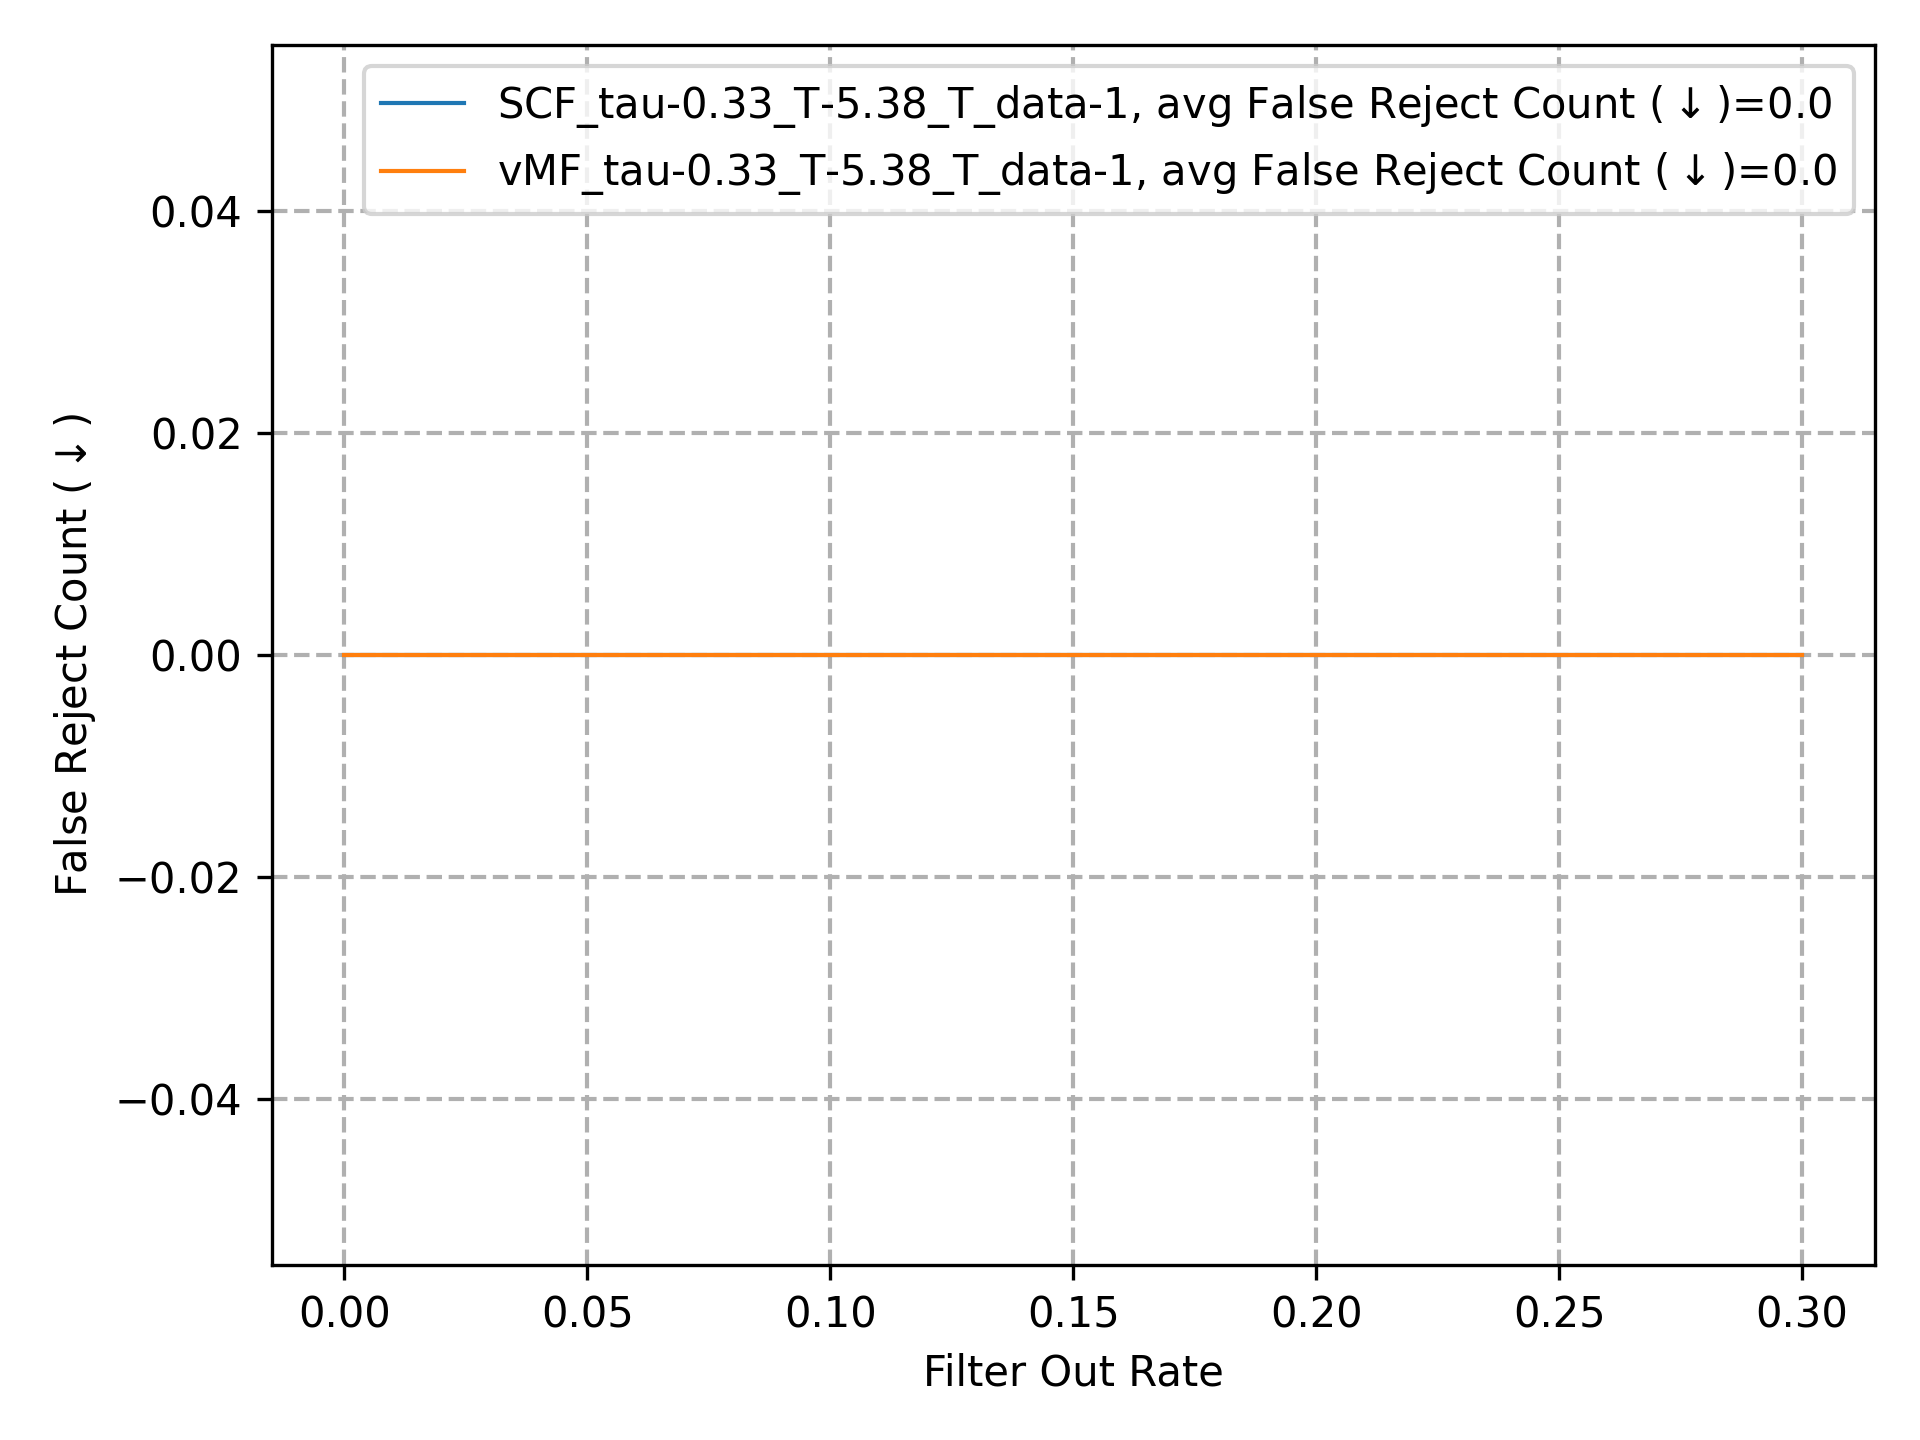 SCF_tau-0.33_T-5.38_T_data-1, avg False Reject Count (↓)=0.0
vMF_tau-0.33_T-5.38_T_data-1, avg False Reject Count (↓)=0.0
0.04
0.02
0.00
−0.02
−0.04
False Reject Count (↓)
0.00 0.05 0.10 0.15 0.20 0.25 0.30
Filter Out Rate